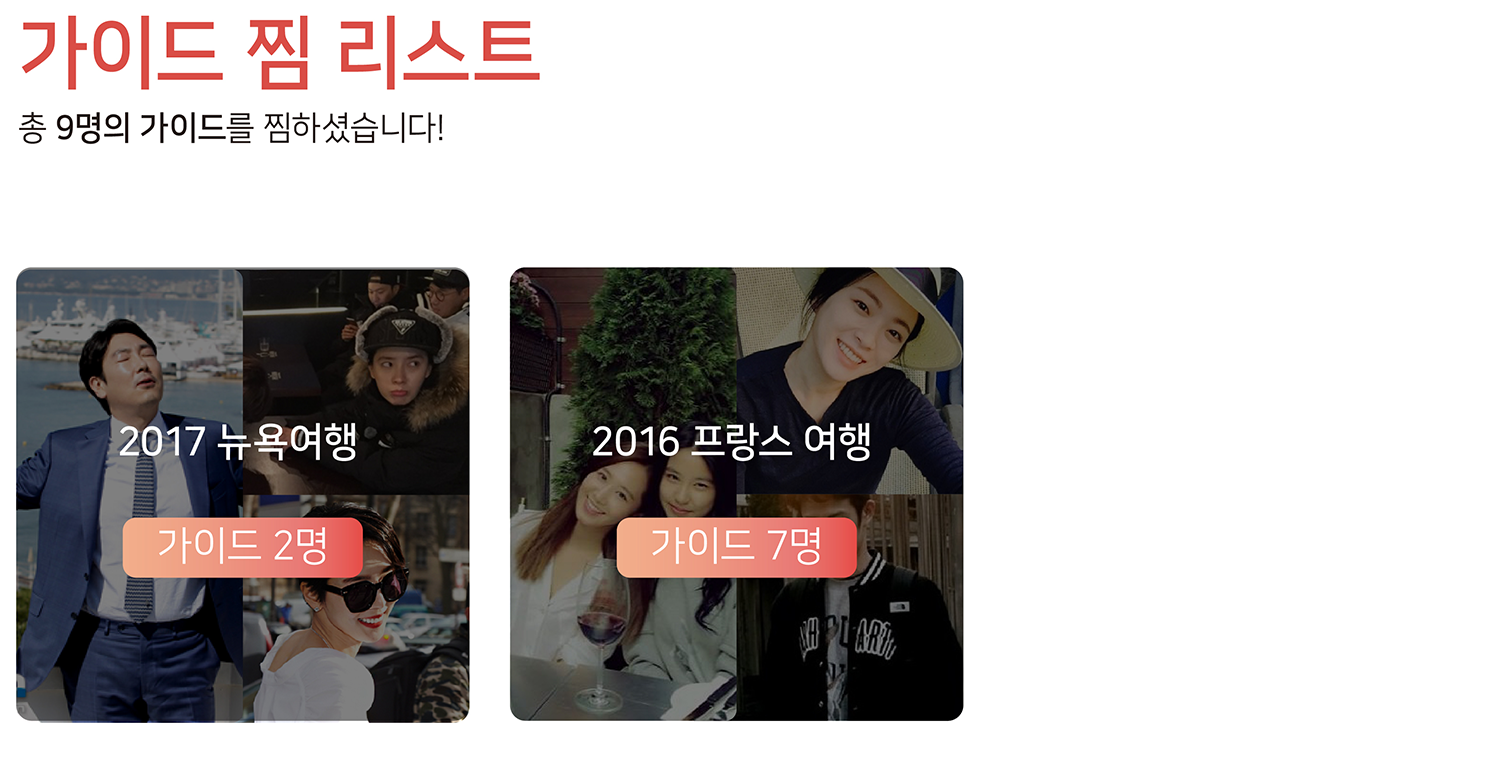 가이드 찜 리스트
총 9명의 가이드를 찜하셨습니다!
2017 뉴욕여행
가이드 2명
2016 프랑스 여행
가이드 7명